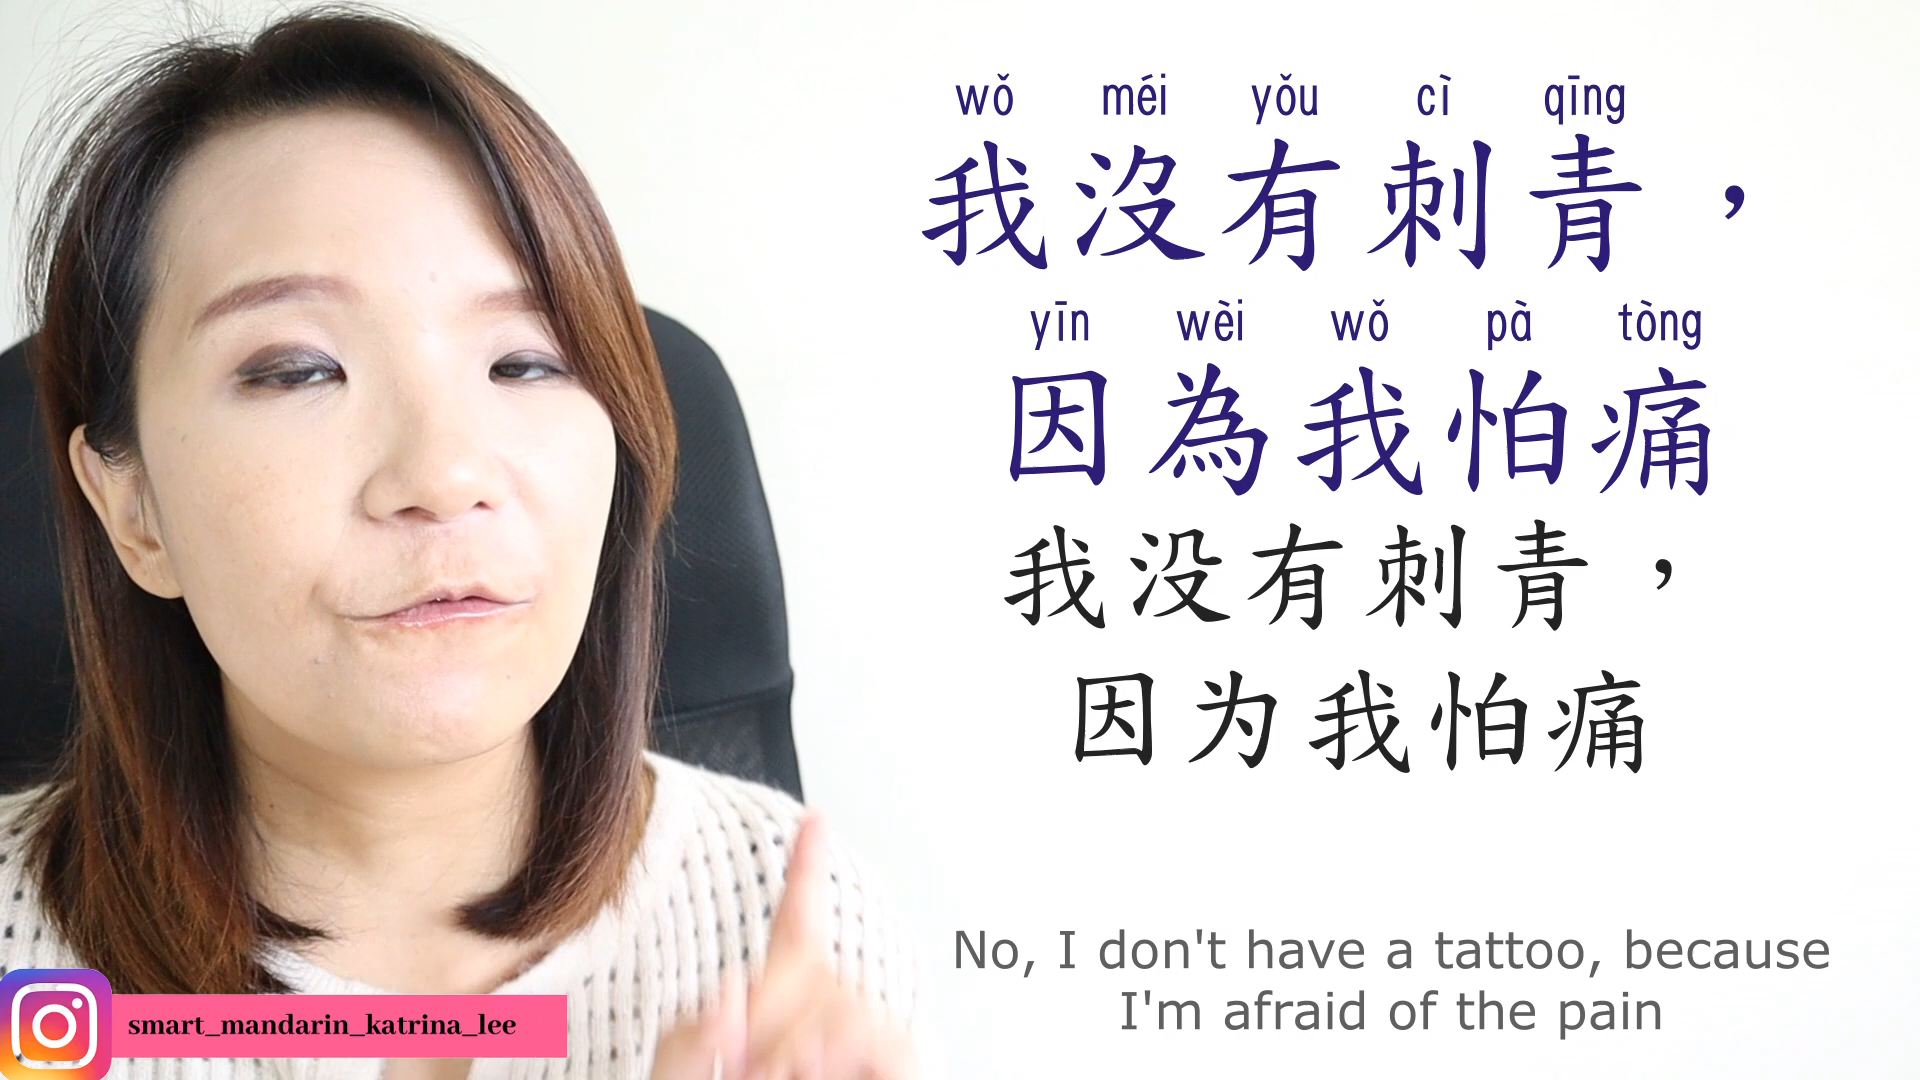 wǒ méi yǒu cì qīng
我沒有刺青，
yīn wèi wǒ pà tòng
因為我怕痛
我没有刺青，
因为我怕痛
No, I don't have a tattoo, because
I'm afraid of the pain
smart_mandarin_katrina_lee